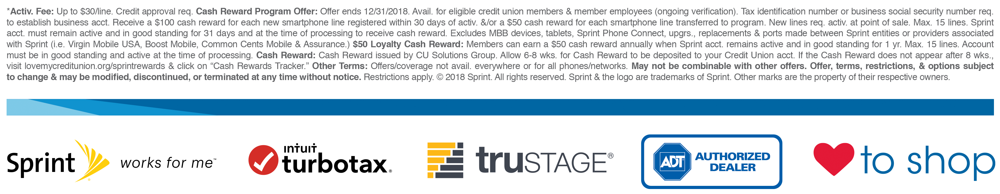 *Activ. Fee: Up to $30/line. Credit approval req. Cash Reward Program Offer: Offer ends 12/31/2018. Avail. for eligible credit union members & member employees (ongoing verification). Tax identification number or business social security number req.
to establish business acct. Receive a $100 cash reward for each new smartphone line registered within 30 days of activ. &/or a $50 cash reward for each smartphone line transferred to program. New lines req. activ. at point of sale. Max. 15 lines. Sprint
acct. must remain active and in good standing for 31 days and at the time of processing to receive cash reward. Excludes MBB devices, tablets, Sprint Phone Connect, upgrs., replacements & ports made between Sprint entities or providers associated
with Sprint (i.e. Virgin Mobile USA, Boost Mobile, Common Cents Mobile & Assurance.) $50 Loyalty Cash Reward: Members can earn a $50 cash reward annually when Sprint acct. remains active and in good standing for 1 yr. Max. 15 lines. Account
must be in good standing and active at the time of processing. Cash Reward: Cash Reward issued by CU Solutions Group. Allow 6-8 wks. for Cash Reward to be deposited to your Credit Union acct. If the Cash Reward does not appear after 8 wks.,
visit lovemycreditunion.org/sprintrewards & click on “Cash Rewards Tracker.” Other Terms: Offers/coverage not avail. everywhere or for all phones/networks. May not be combinable with other offers. Offer, terms, restrictions, & options subject
to change & may be modified, discontinued, or terminated at any time without notice. Restrictions apply. © 2018 Sprint. All rights reserved. Sprint & the logo are trademarks of Sprint. Other marks are the property of their respective owners.
Sprint® works for me™
intuit
turbotax®
truSTAGE®
ADT® AUTHORIZED
DEALER
to shop